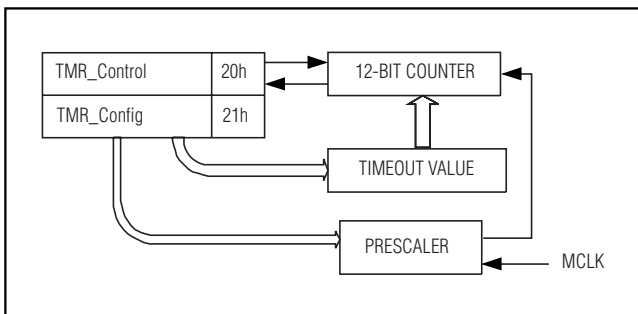 TMR_Control 20h
12-BIT COUNTER
TMR_Config 21h
TIMEOUT VALUE
PRESCALER
MCLK